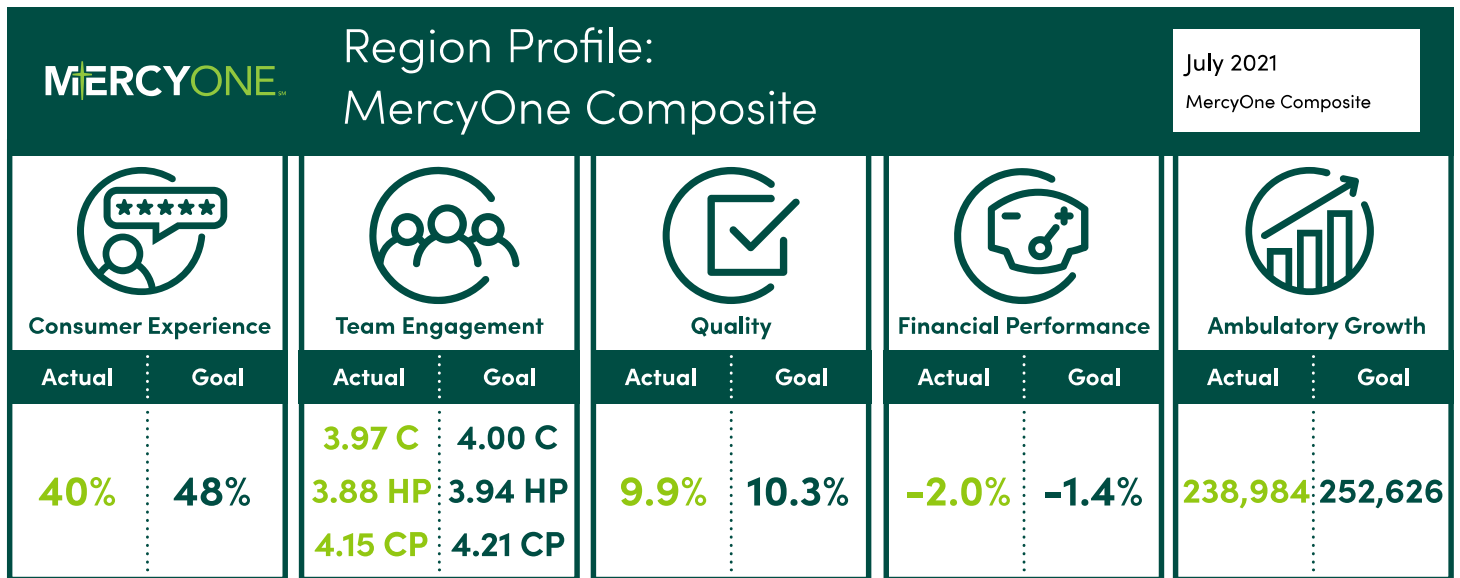 MERCYONE SM
Region Profile:
MercyOne Composite
July 2021
MercyOne Composite
Consumer Experience
Actual Goal
40% 48%
Team Engagement
Actual Goal
3.97 C 4.00 C
3.88 HP 3.94 HP
4.15 CP 4.21 CP
Quality
Actual Goal
9.9% 10.3%
Financial Performance
Actual Goal
-2.0% -1.4%
Ambulatory Growth
Actual Goal
238,984 252,626